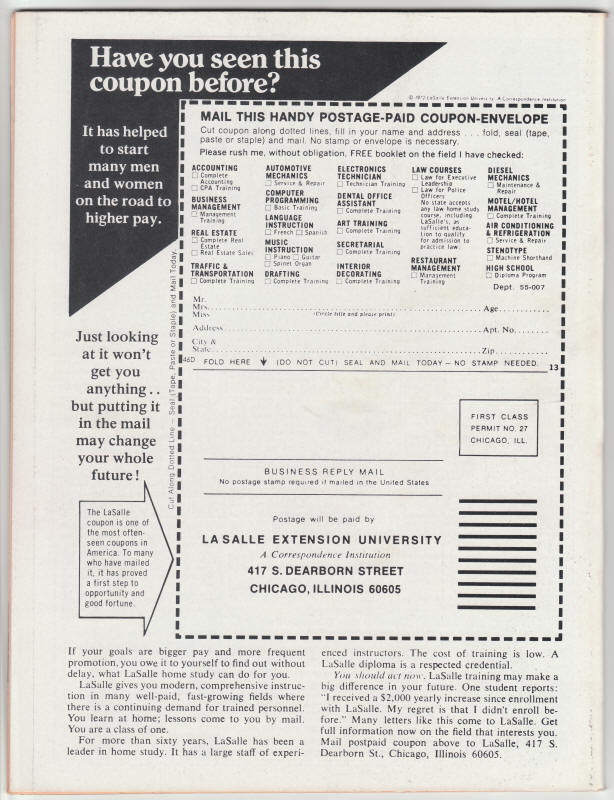 Have you seen this
coupon before?
© 1972 LaSalle Extension University. A Correspondence Institution
It has helped
to start
many men
and women
on the road to
higher pay.
Just looking
at it won't
get you
anything . .
but putting it
in the mail
may change
your whole
future!
The LaSalle
coupon is one of
the most often-
seen coupons in
America. To many
who have mailed
it, it has proved
a first step to
opportunity and
good fortune.
Cut Along Dotted Line — Seal (Tape, Paste or Staple) and Mail Today
MAIL THIS HANDY POSTAGE-PAID COUPON-ENVELOPE
Cut coupon along dotted lines, fill in your name and address . . . fold, seal (tape,
paste or staple) and mail. No stamp or envelope is necessary.
Please rush me, without obligation, FREE booklet on the field I have checked:
ACCOUNTING
□ Complete
Accounting
□ CPA Training
BUSINESS
MANAGEMENT
□ Management
Training
REAL ESTATE
□ Complete Real
Estate
□ Real Estate Sales
TRAFFIC &
TRANSPORTATION
□ Complete Training
AUTOMOTIVE
MECHANICS
□ Service & Repair
COMPUTER
PROGRAMMING
□ Basic Training
LANGUAGE
INSTRUCTION
□ French □ Spanish
MUSIC
INSTRUCTION
□ Piano □ Guitar
□ Spinet Organ
DRAFTING
□ Complete Training
ELECTRONICS
TECHNICIAN
□ Technician Training
DENTAL OFFICE
ASSISTANT
□ Complete Training
ART TRAINING
□ Complete Training
SECRETARIAL
□ Complete Training
INTERIOR
DECORATING
□ Complete Training
LAW COURSES
□ Law for Executive
Leadership
□ Law for Police
Officers
No state accepts
any law home study
course, including
LaSalle's, as
sufficient educa-
tion to qualify
for admission to
practice law.
RESTAURANT
MANAGEMENT
□ Management
Training
DIESEL
MECHANICS
□ Maintenance &
Repair
MOTEL/HOTEL
MANAGEMENT
□ Complete Training
AIR CONDITIONING
& REFRIGERATION
□ Service & Repair
STENOTYPE
□ Machine Shorthand
HIGH SCHOOL
□ Diploma Program
Dept. 55-007
Mr.
Mrs.
Miss
(Circle title and please print)
Age
Address
Apt. No.
City &
State
Zip
46D FOLD HERE ↓ (DO NOT CUT) SEAL AND MAIL TODAY – NO STAMP NEEDED. 13
FIRST CLASS
PERMIT NO. 27
CHICAGO, ILL.
BUSINESS REPLY MAIL
No postage stamp required if mailed in the United States
Postage will be paid by
LA SALLE EXTENSION UNIVERSITY
A Correspondence Institution
417 S. DEARBORN STREET
CHICAGO, ILLINOIS 60605
If your goals are bigger pay and more frequent
promotion, you owe it to yourself to find out without
delay, what LaSalle home study can do for you.
LaSalle gives you modern, comprehensive instruc-
tion in many well-paid, fast-growing fields where
there is a continuing demand for trained personnel.
You learn at home; lessons come to you by mail.
You are a class of one.
For more than sixty years, LaSalle has been a
leader in home study. It has a large staff of experi-
enced instructors. The cost of training is low. A
LaSalle diploma is a respected credential.
You should act now. LaSalle training may make a
big difference in your future. One student reports:
"I received a $2,000 yearly increase since enrollment
with LaSalle. My regret is that I didn't enroll be-
fore." Many letters like this come to LaSalle. Get
full information now on the field that interests you.
Mail postpaid coupon above to LaSalle, 417 S.
Dearborn St., Chicago, Illinois 60605.